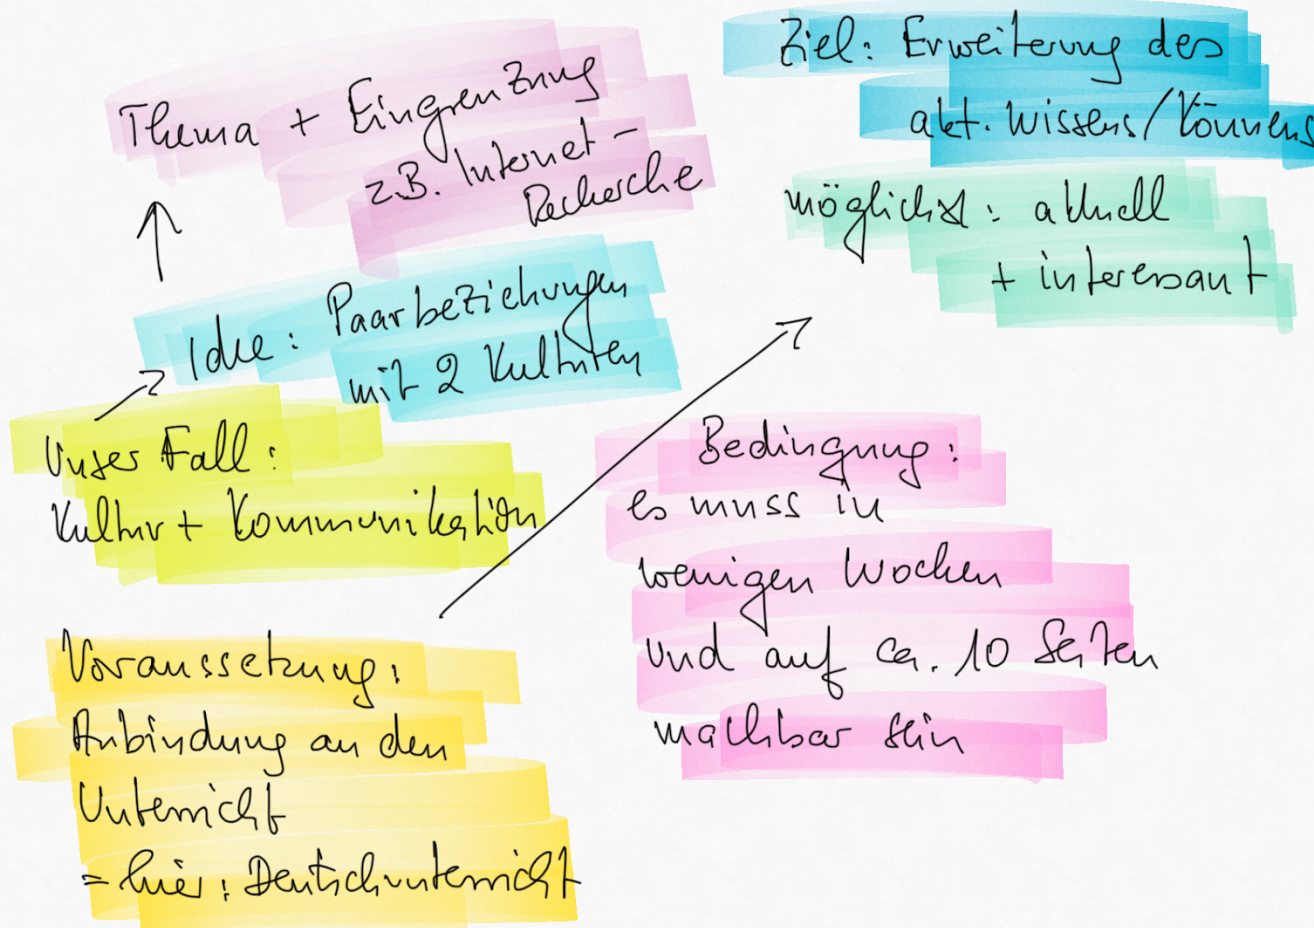 Thema + Eingrenzung
z.B. Internet-
Recherche
Idee: Paarbeziehungen
mit 2 Kulturen
Unser Fall:
Kultur + Kommunikation
Voraussetzung:
Anbindung an den
Unterricht
= hier: Deutschunterricht
Ziel: Erweiterung des
akt. Wissens/Könnens
möglichst: aktuell
+ interessant
Bedingung:
es muss in
wenigen Wochen
und auf ca. 10 Seiten
machbar sein